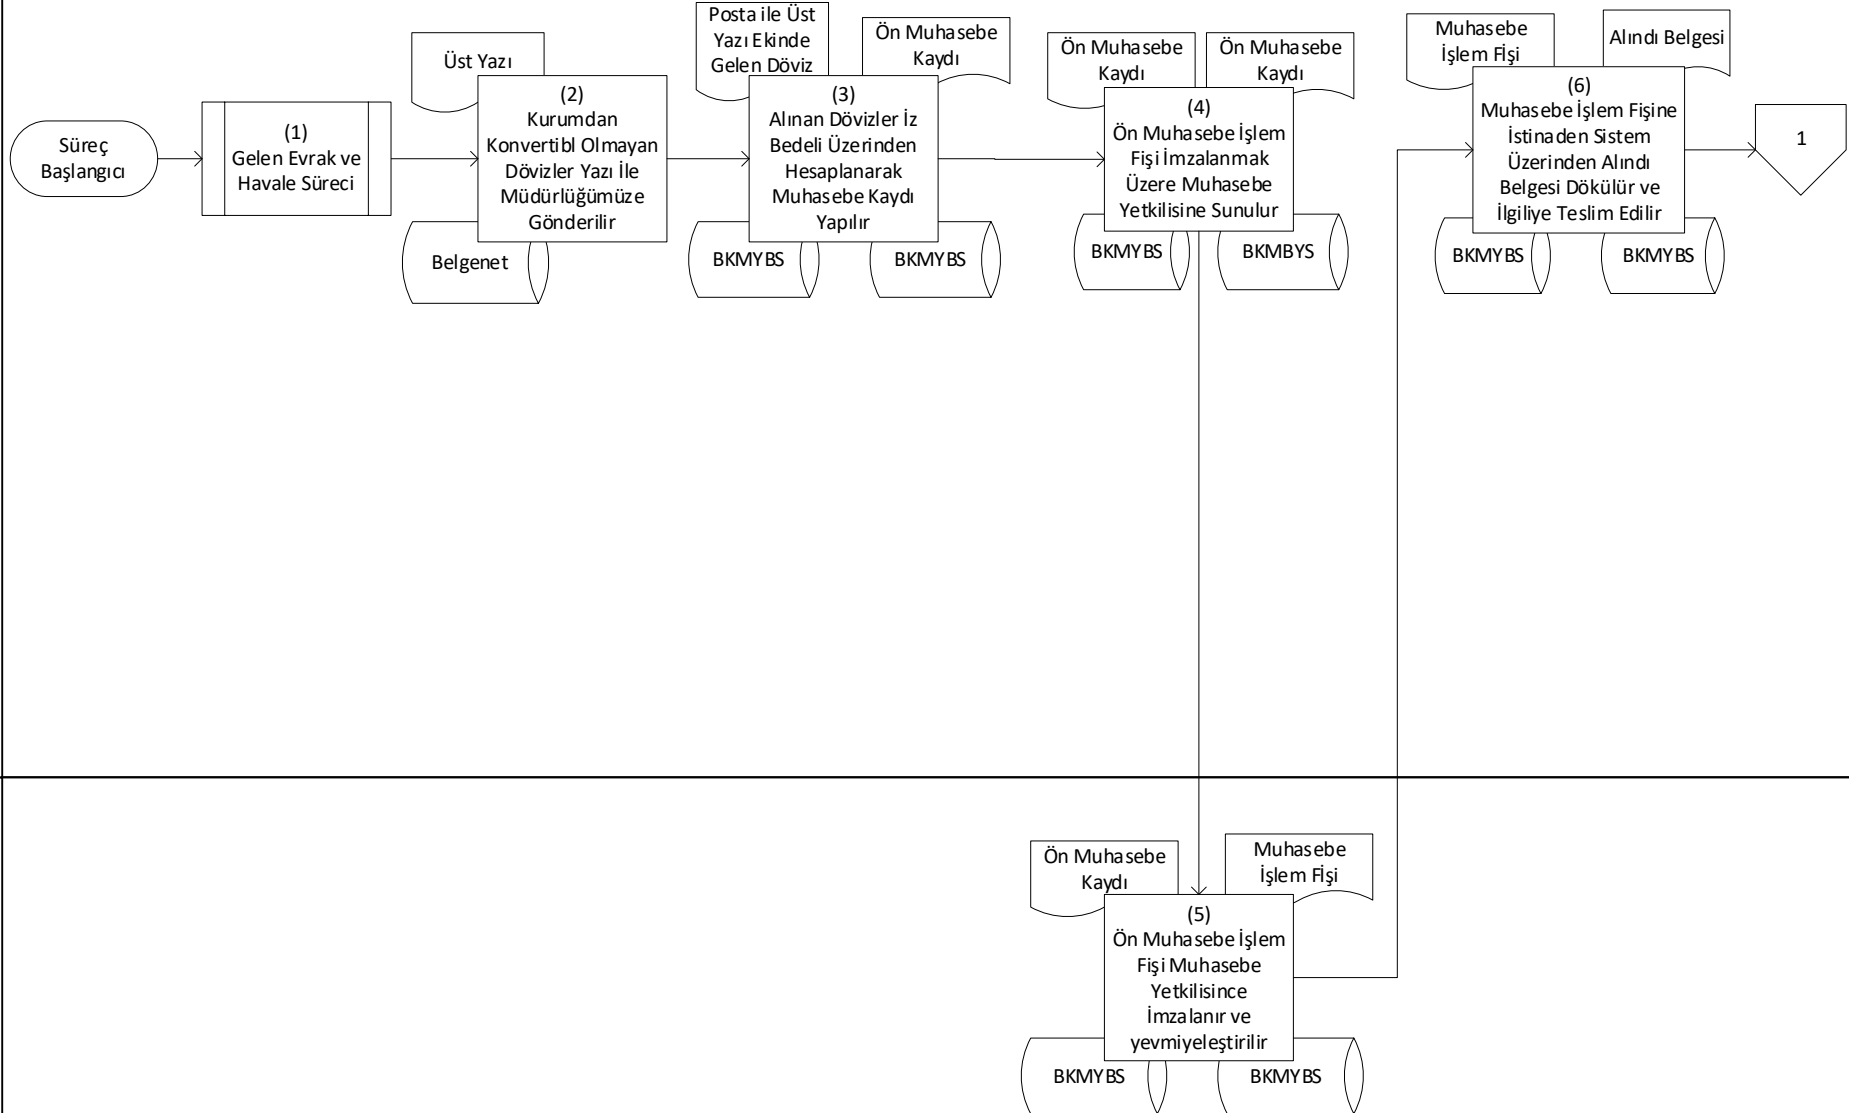 Süreç
Başlangıcı
(1)
Gelen Evrak ve
Havale Süreci
Üst Yazı
(2)
Kurumdan
Konvertibl Olmayan
Dövizler Yazı İle
Müdürlüğümüze
Gönderilir
Belgenet
Posta ile Üst
Yazı Ekinde
Gelen Döviz
Ön Muhasebe
Kaydı
(3)
Alınan Dövizler İz
Bedeli Üzerinden
Hesaplanarak
Muhasebe Kaydı
Yapılır
BKMYBS
BKMYBS
Ön Muhasebe
Kaydı
Ön Muhasebe
Kaydı
(4)
Ön Muhasebe İşlem
Fişi İmzalanmak
Üzere Muhasebe
Yetkilisine Sunulur
BKMYBS
BKMBYS
Muhasebe
İşlem Fişi
Alındı Belgesi
(6)
Muhasebe İşlem Fişine
İstinaden Sistem
Üzerinden Alındı
Belgesi Dökülür ve
İlgiliye Teslim Edilir
BKMYBS
BKMYBS
1
Ön Muhasebe
Kaydı
Muhasebe
İşlem Fişi
(5)
Ön Muhasebe İşlem
Fişi Muhasebe
Yetkilisince
İmzalanır ve
yevmiyeleştirilir
BKMYBS
BKMYBS